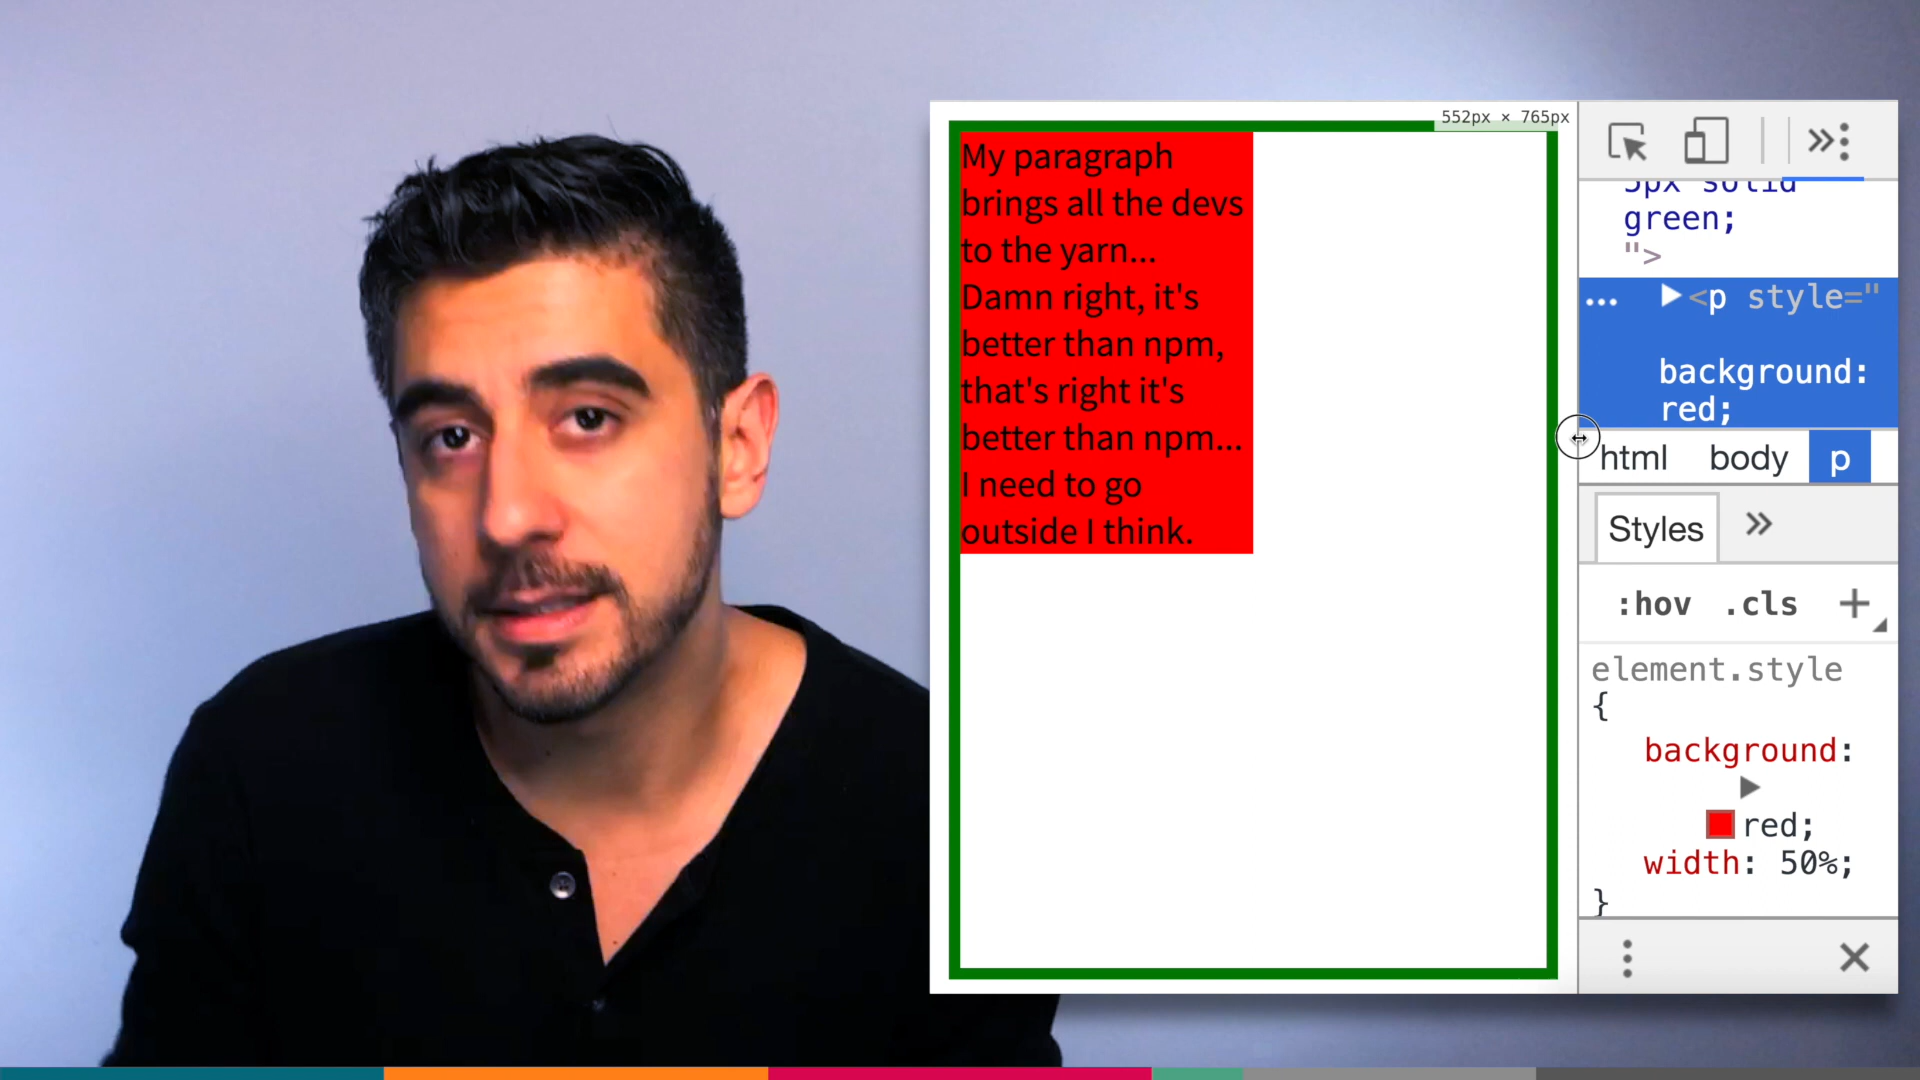 552px × 765px
My paragraph
brings all the devs
to the yarn...
Damn right, it's
better than npm,
that's right it's
better than npm...
I need to go
outside I think.
5px solid
green;
">
... <p style="
background:
red;
html body p
Styles
:hov .cls
element.style
{
background:
red;
width: 50%;
}